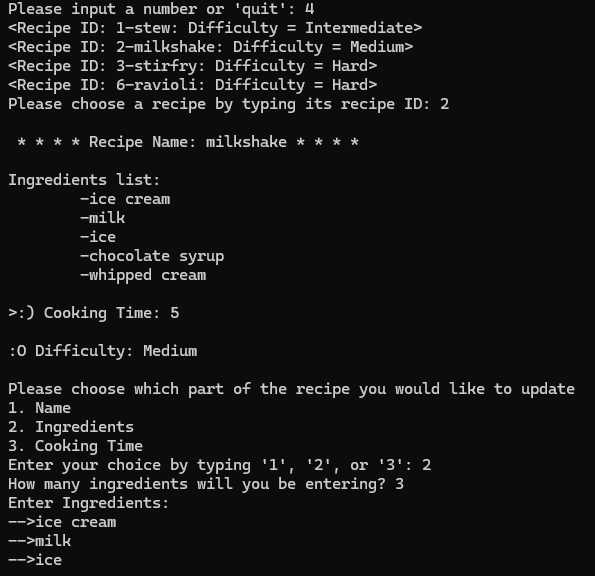 Please input a number or 'quit': 4
<Recipe ID: 1-stew: Difficulty = Intermediate>
<Recipe ID: 2-milkshake: Difficulty = Medium>
<Recipe ID: 3-stirfry: Difficulty = Hard>
<Recipe ID: 6-ravioli: Difficulty = Hard>
Please choose a recipe by typing its recipe ID: 2
* * * * Recipe Name: milkshake * * * *
Ingredients list:
-ice cream
-milk
-ice
-chocolate syrup
-whipped cream
>:) Cooking Time: 5
:O Difficulty: Medium
Please choose which part of the recipe you would like to update
1. Name
2. Ingredients
3. Cooking Time
Enter your choice by typing '1', '2', or '3': 2
How many ingredients will you be entering? 3
Enter Ingredients:
-->ice cream
-->milk
-->ice